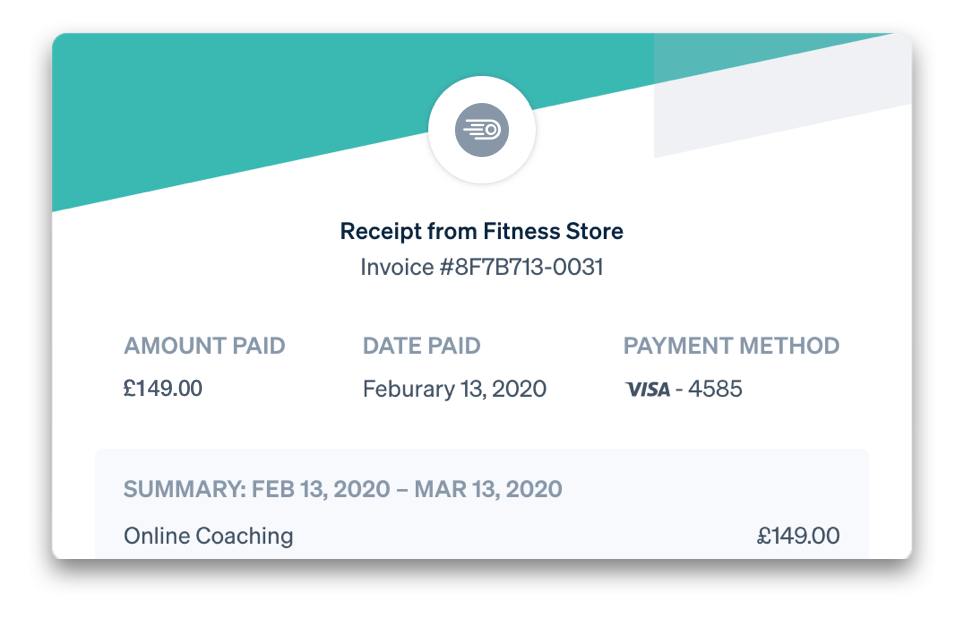 Receipt from Fitness Store
Invoice #8F7B713-0031
AMOUNT PAID DATE PAID PAYMENT METHOD
£149.00 Feburary 13, 2020 VISA - 4585
SUMMARY: FEB 13, 2020 – MAR 13, 2020
Online Coaching £149.00